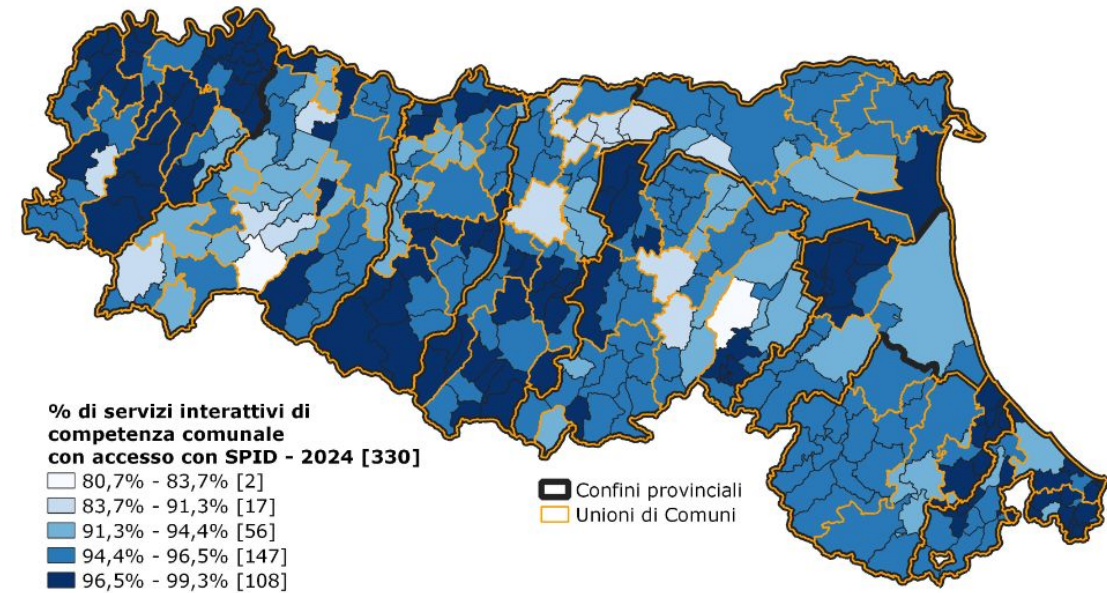 % di servizi interattivi di
competenza comunale
con accesso con SPID - 2024 [330]
80,7% - 83,7% [2]
83,7% - 91,3% [17]
91,3% - 94,4% [56]
94,4% - 96,5% [147]
96,5% - 99,3% [108]
Confini provinciali
Unioni di Comuni